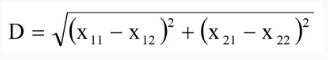 D = √((x₁₁ − x₁₂)² + (x₂₁ − x₂₂)²)